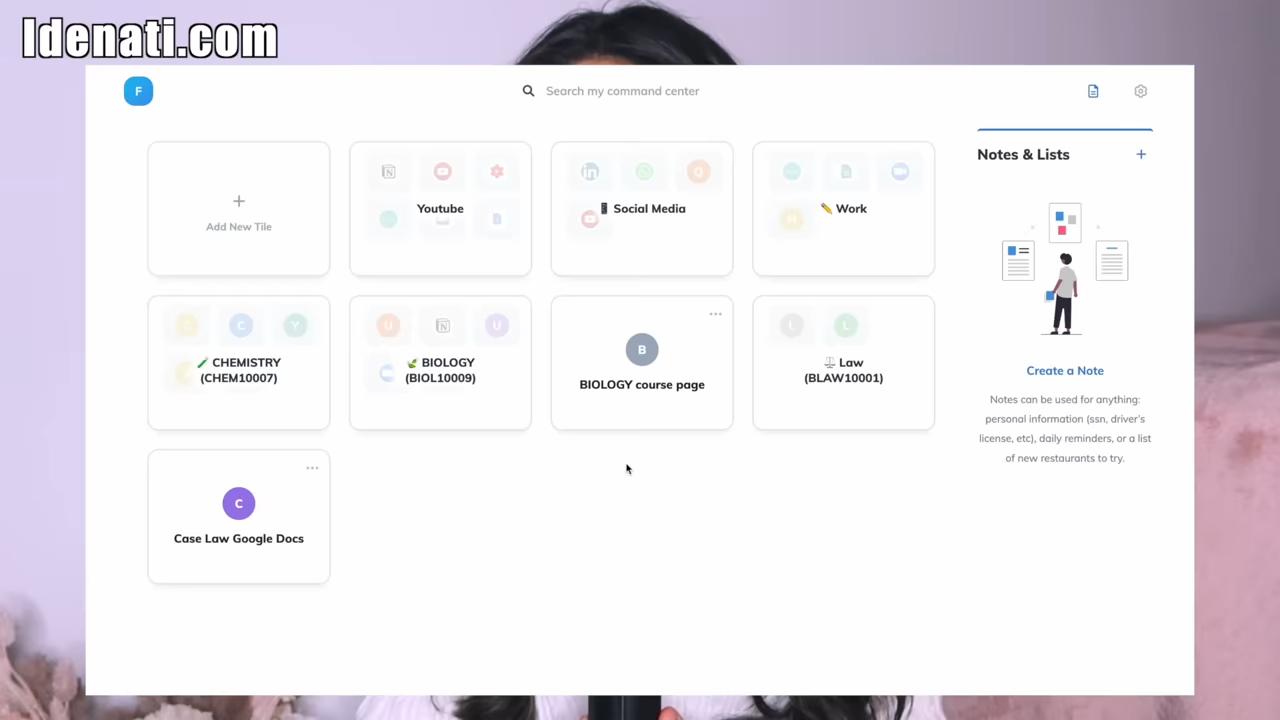 Idenati.com
F
Search my command center
Add New Tile
Youtube
Social Media
Work
Notes & Lists
CHEMISTRY
(CHEM10007)
BIOLOGY
(BIOL10009)
B
BIOLOGY course page
Law
(BLAW10001)
Create a Note
Notes can be used for anything:
personal information (ssn, driver's
license, etc), daily reminders, or a list
of new restaurants to try.
C
Case Law Google Docs